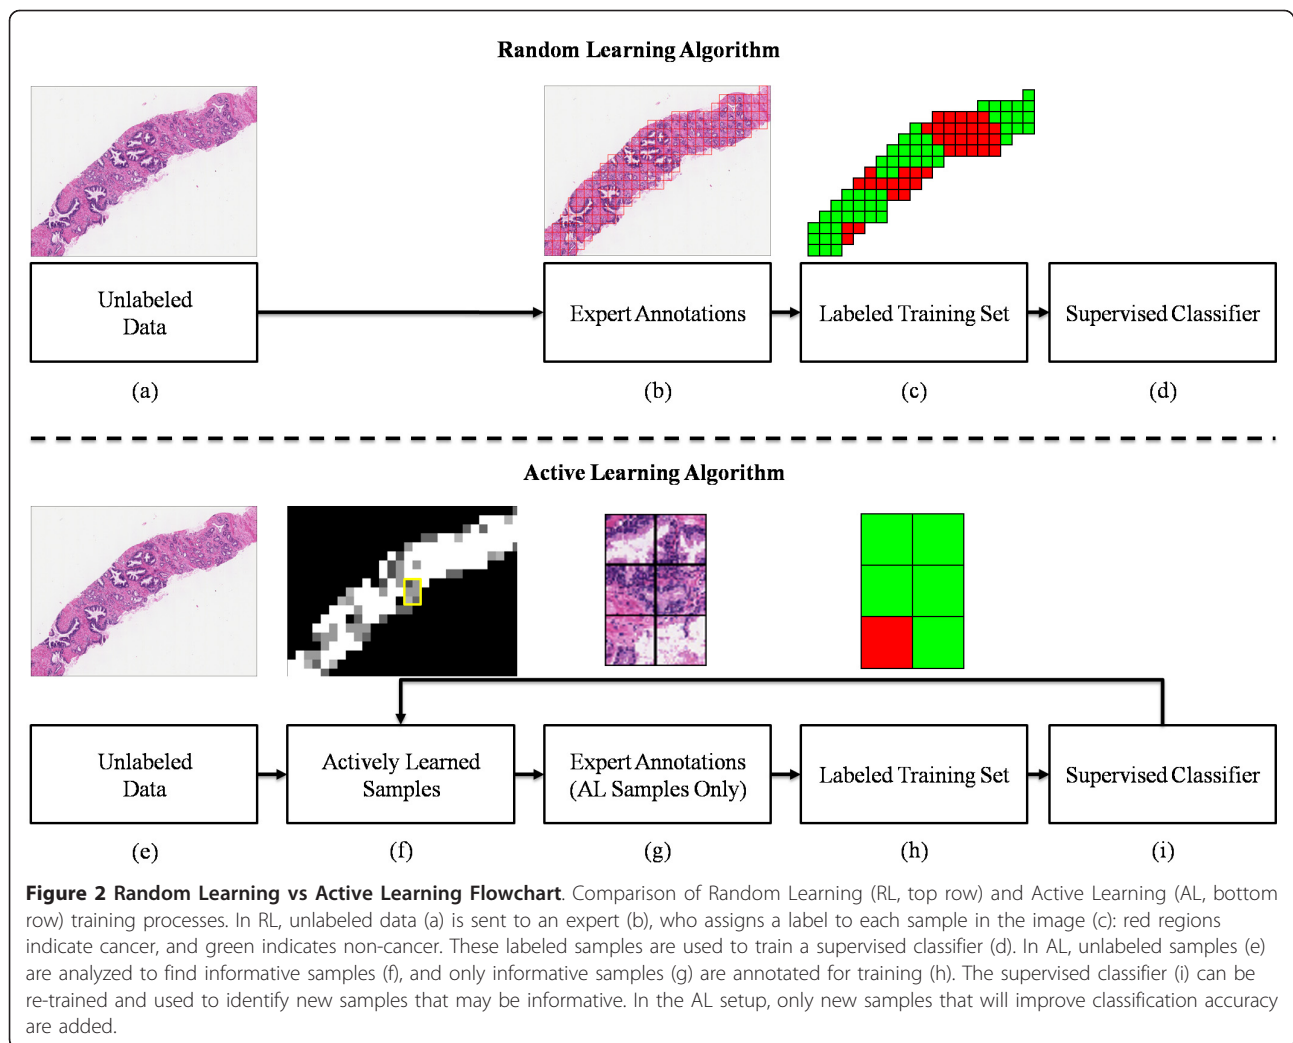 Random Learning Algorithm
Unlabeled
Data
Expert Annotations
Labeled Training Set
Supervised Classifier
(a)
(b)
(c)
(d)
Active Learning Algorithm
Unlabeled
Data
Actively Learned
Samples
Expert Annotations
(AL Samples Only)
Labeled Training Set
Supervised Classifier
(e)
(f)
(g)
(h)
(i)
Figure 2 Random Learning vs Active Learning Flowchart. Comparison of Random Learning (RL, top row) and Active Learning (AL, bottom
row) training processes. In RL, unlabeled data (a) is sent to an expert (b), who assigns a label to each sample in the image (c): red regions
indicate cancer, and green indicates non-cancer. These labeled samples are used to train a supervised classifier (d). In AL, unlabeled samples (e)
are analyzed to find informative samples (f), and only informative samples (g) are annotated for training (h). The supervised classifier (i) can be
re-trained and used to identify new samples that may be informative. In the AL setup, only new samples that will improve classification accuracy
are added.